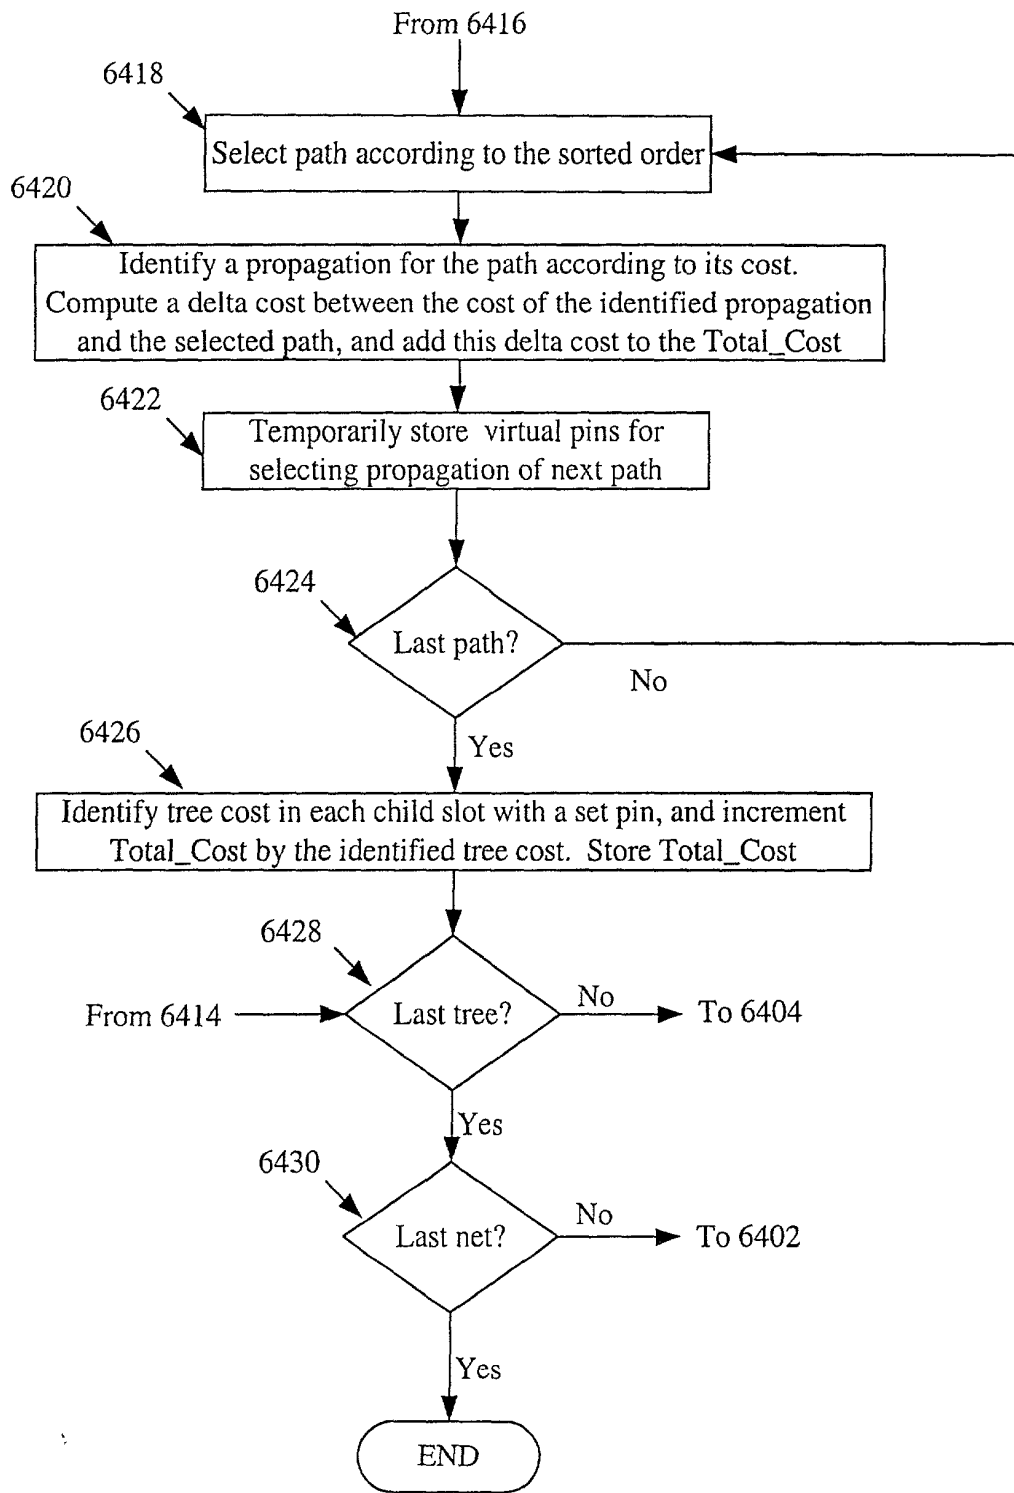 From 6416
6418
Select path according to the sorted order
6420
Identify a propagation for the path according to its cost.
Compute a delta cost between the cost of the identified propagation
and the selected path, and add this delta cost to the Total_Cost
6422
Temporarily store virtual pins for
selecting propagation of next path
6424
Last path?
No
Yes
6426
Identify tree cost in each child slot with a set pin, and increment
Total_Cost by the identified tree cost. Store Total_Cost
6428
From 6414
Last tree?
No
To 6404
Yes
6430
Last net?
No
To 6402
Yes
END